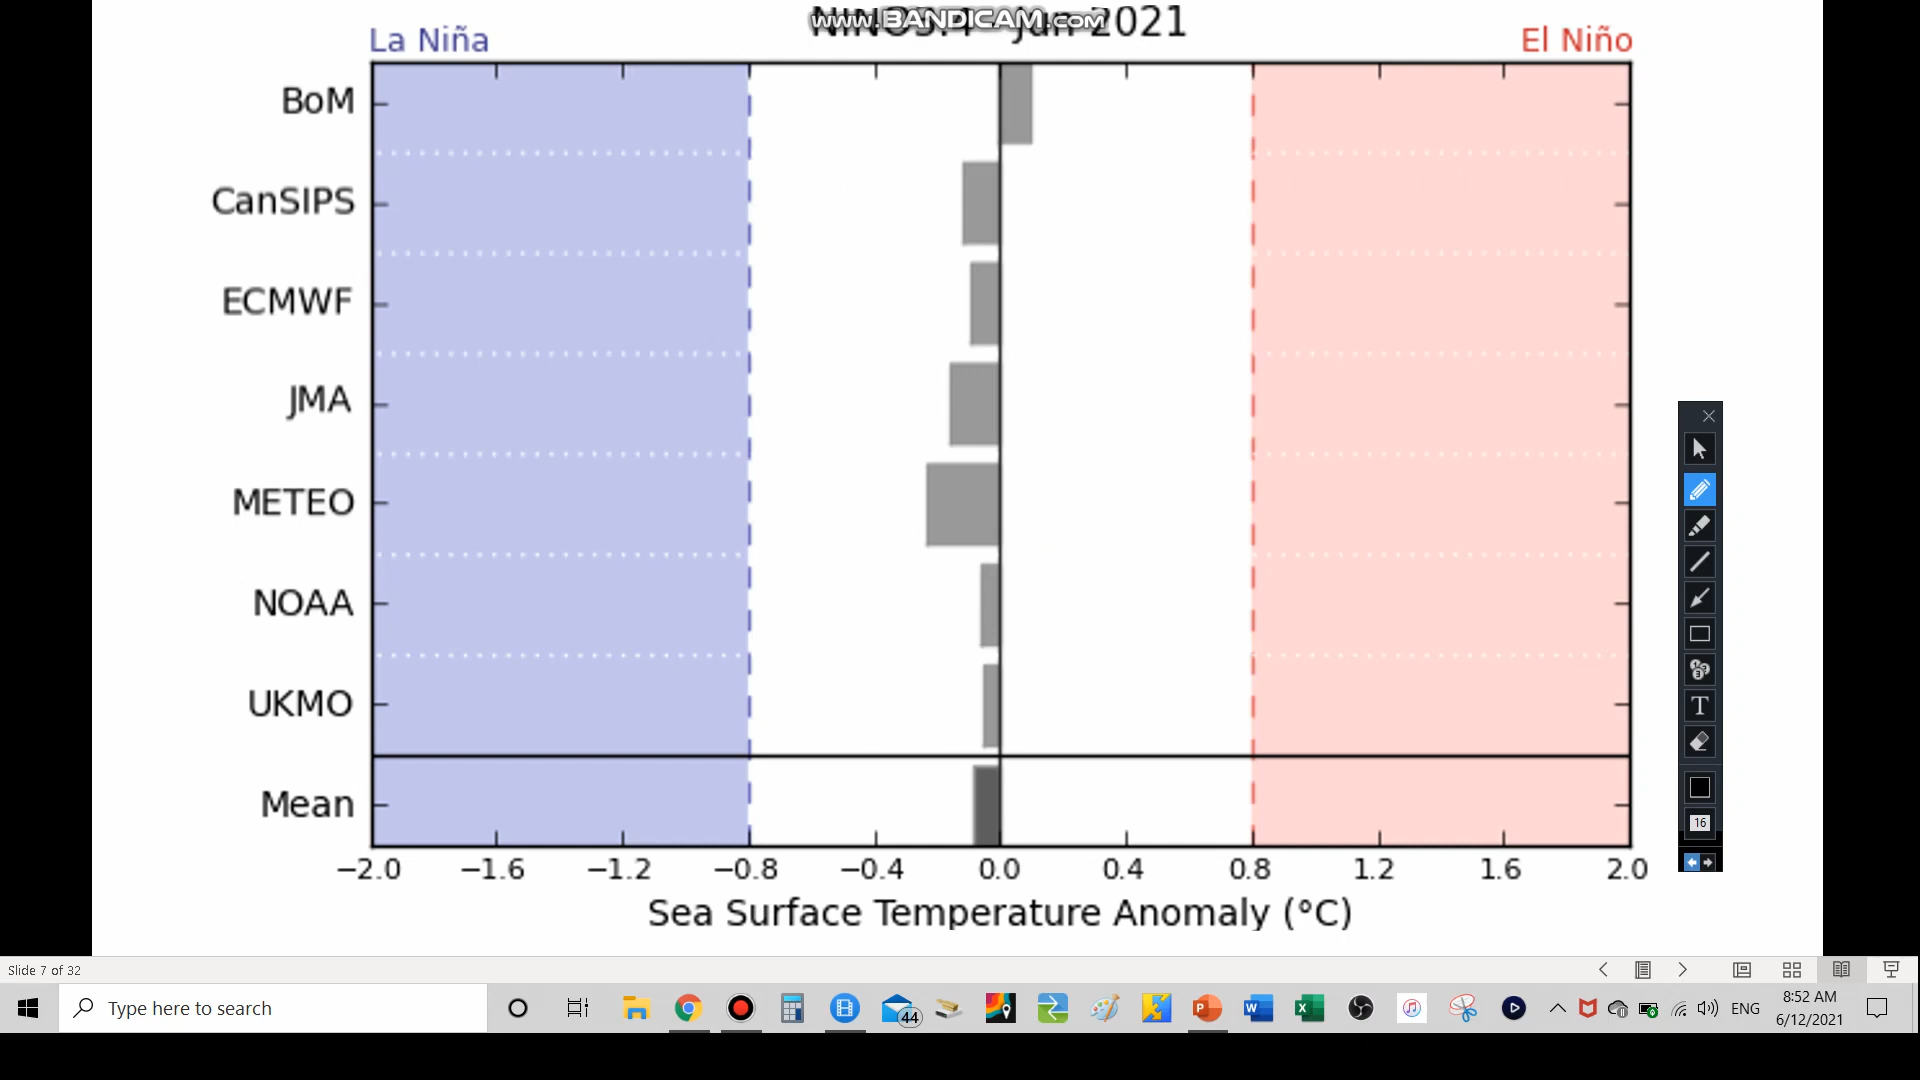 www.BANDICAM.com
2021
La Niña
El Niño
BoM
CanSIPS
ECMWF
JMA
METEO
NOAA
UKMO
Mean
−2.0 −1.6 −1.2 −0.8 −0.4 0.0 0.4 0.8 1.2 1.6 2.0
Sea Surface Temperature Anomaly (°C)
T
16
Slide 7 of 32
Type here to search
44
ENG
8:52 AM
6/12/2021